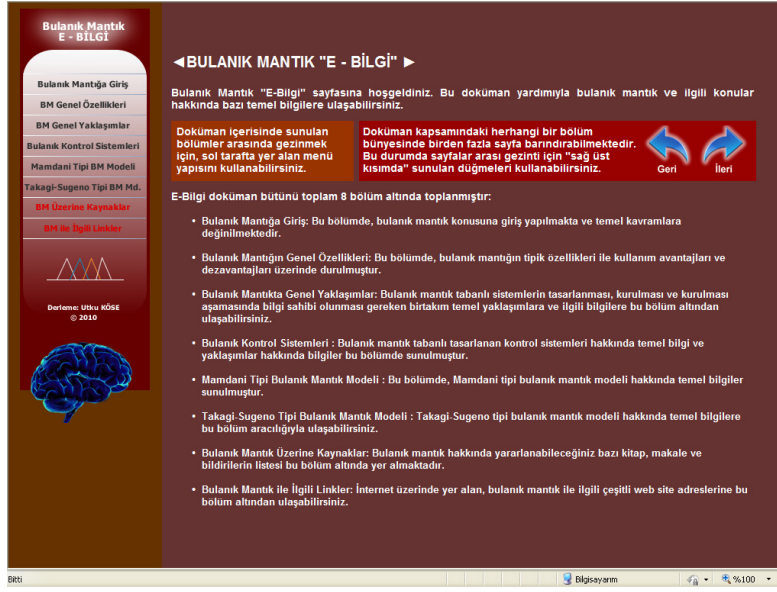 Bulanık Mantık
E - BİLGİ
Bulanık Mantığa Giriş
BM Genel Özellikleri
BM Genel Yaklaşımlar
Bulanık Kontrol Sistemleri
Mamdani Tipi BM Modeli
Takagi-Sugeno Tipi BM Md.
BM Üzerine Kaynaklar
BM ile İlgili Linkler
Derleme: Utku KÖSE
© 2010
◄BULANIK MANTIK "E - BİLGİ" ►
Bulanık Mantık "E-Bilgi" sayfasına hoşgeldiniz. Bu doküman yardımıyla bulanık mantık ve ilgili konular
hakkında bazı temel bilgilere ulaşabilirsiniz.
Doküman içerisinde sunulan
bölümler arasında gezinmek
için, sol tarafta yer alan menü
yapısını kullanabilirsiniz.
Doküman kapsamındaki herhangi bir bölüm
bünyesinde birden fazla sayfa barındırabilmektedir.
Bu durumda sayfalar arası gezinti için "sağ üst
kısımda" sunulan düğmeleri kullanabilirsiniz.
Geri İleri
E-Bilgi doküman bütünü toplam 8 bölüm altında toplanmıştır:
• Bulanık Mantığa Giriş: Bu bölümde, bulanık mantık konusuna giriş yapılmakta ve temel kavramlara
değinilmektedir.
• Bulanık Mantığın Genel Özellikleri: Bu bölümde, bulanık mantığın tipik özellikleri ile kullanım avantajları ve
dezavantajları üzerinde durulmuştur.
• Bulanık Mantıkta Genel Yaklaşımlar: Bulanık mantık tabanlı sistemlerin tasarlanması, kurulması ve kurulması
aşamasında bilgi sahibi olunması gereken birtakım temel yaklaşımlara ve ilgili bilgilere bu bölüm altından
ulaşabilirsiniz.
• Bulanık Kontrol Sistemleri : Bulanık mantık tabanlı tasarlanan kontrol sistemleri hakkında temel bilgi ve
yaklaşımlar hakkında bilgiler bu bölümde sunulmuştur.
• Mamdani Tipi Bulanık Mantık Modeli : Bu bölümde, Mamdani tipi bulanık mantık modeli hakkında temel bilgiler
sunulmuştur.
• Takagi-Sugeno Tipi Bulanık Mantık Modeli : Takagi-Sugeno tipi bulanık mantık modeli hakkında temel bilgilere
bu bölüm aracılığıyla ulaşabilirsiniz.
• Bulanık Mantık Üzerine Kaynaklar: Bulanık mantık hakkında yararlanabileceğiniz bazı kitap, makale ve
bildirilerin listesi bu bölüm altında yer almaktadır.
• Bulanık Mantık ile İlgili Linkler: İnternet üzerinde yer alan, bulanık mantık ile ilgili çeşitli web site adreslerine bu
bölüm altından ulaşabilirsiniz.
Bitti Bilgisayarım %100